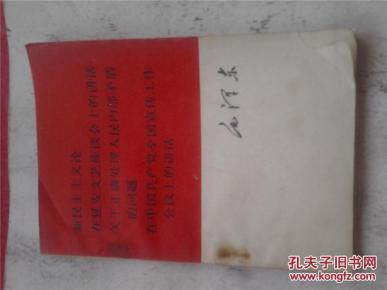 新民主主义论
在延安文艺座谈会上的讲话
关于正确处理人民内部矛盾
的问题
在中国共产党全国宣传工作
会议上的讲话
毛泽东
孔夫子旧书网